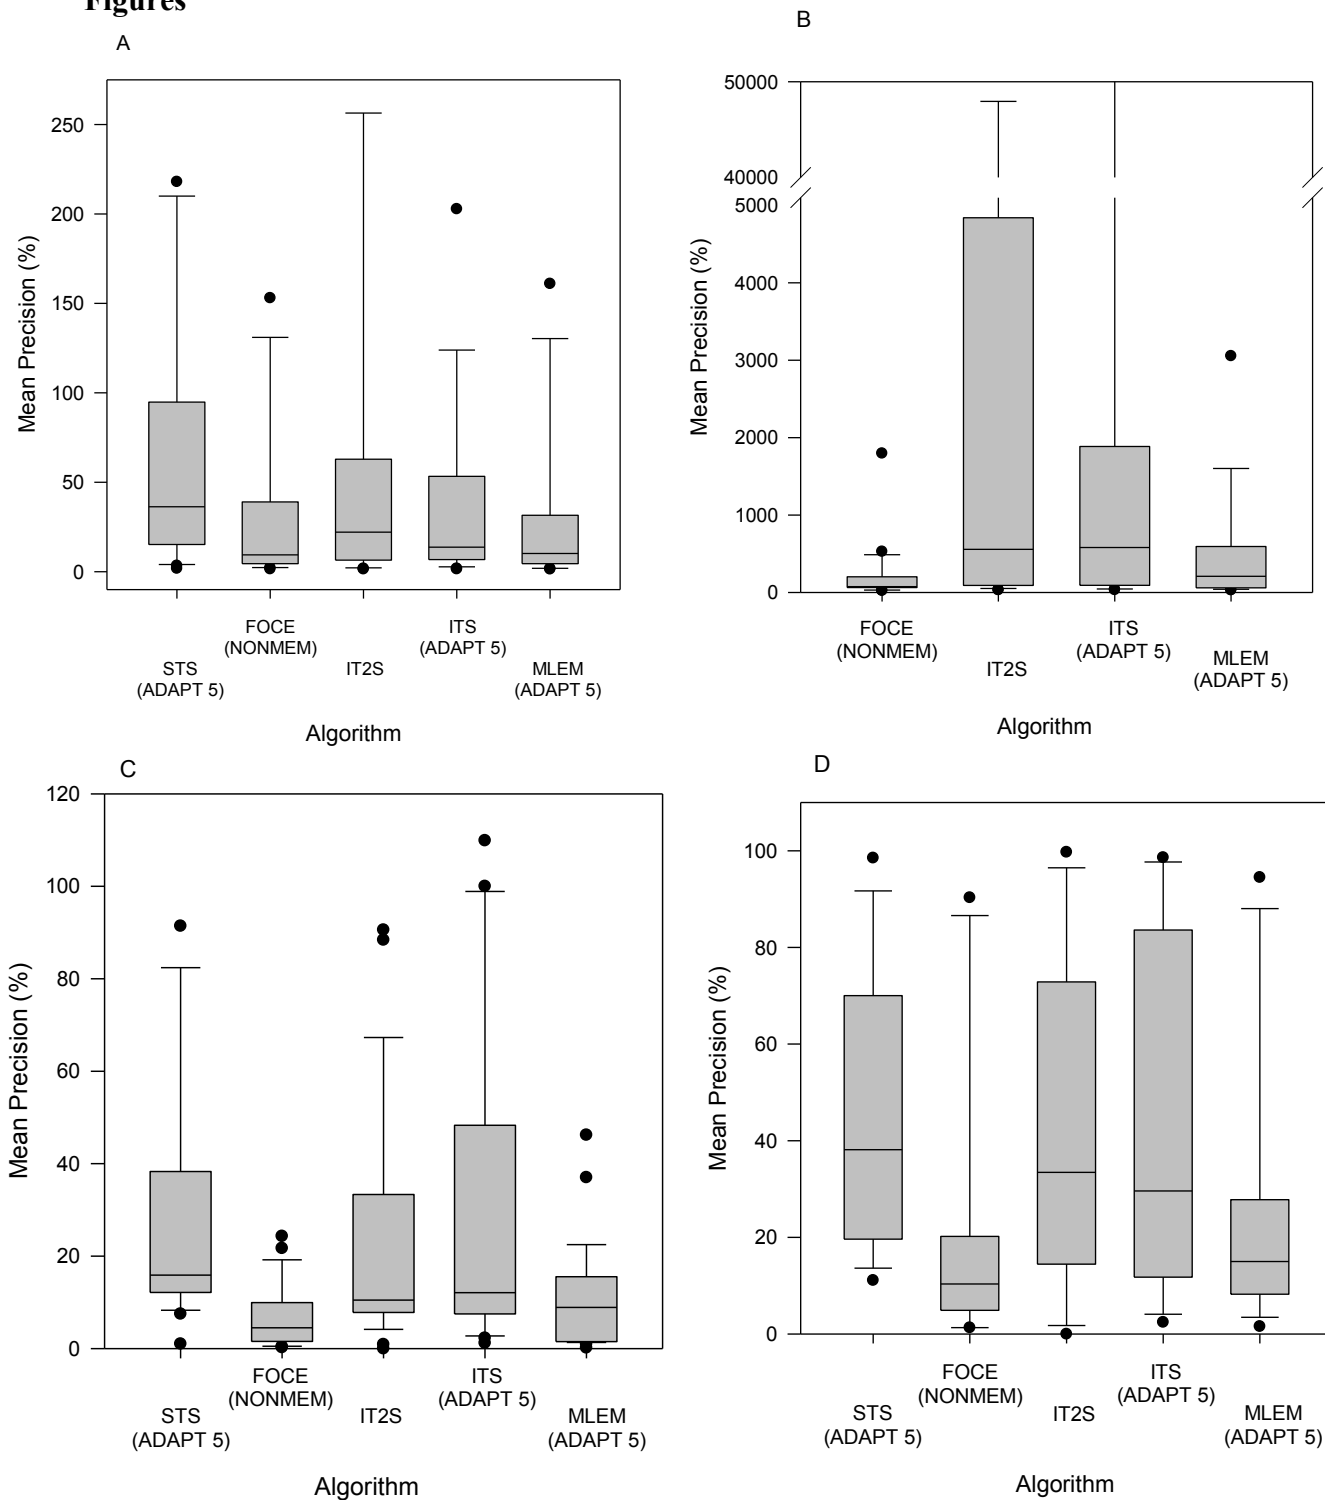 Figures
A
250
200
150
100
50
0
Mean Precision (%)
FOCE
(NONMEM)
ITS
(ADAPT 5)
STS
(ADAPT 5)
IT2S
MLEM
(ADAPT 5)
Algorithm
B
50000
40000
5000
4000
3000
2000
1000
0
Mean Precision (%)
FOCE
(NONMEM)
ITS
(ADAPT 5)
IT2S
MLEM
(ADAPT 5)
Algorithm
C
120
100
80
60
40
20
0
Mean Precision (%)
FOCE
(NONMEM)
ITS
(ADAPT 5)
STS
(ADAPT 5)
IT2S
MLEM
(ADAPT 5)
Algorithm
D
100
80
60
40
20
0
Mean Precision (%)
FOCE
(NONMEM)
ITS
(ADAPT 5)
STS
(ADAPT 5)
IT2S
MLEM
(ADAPT 5)
Algorithm